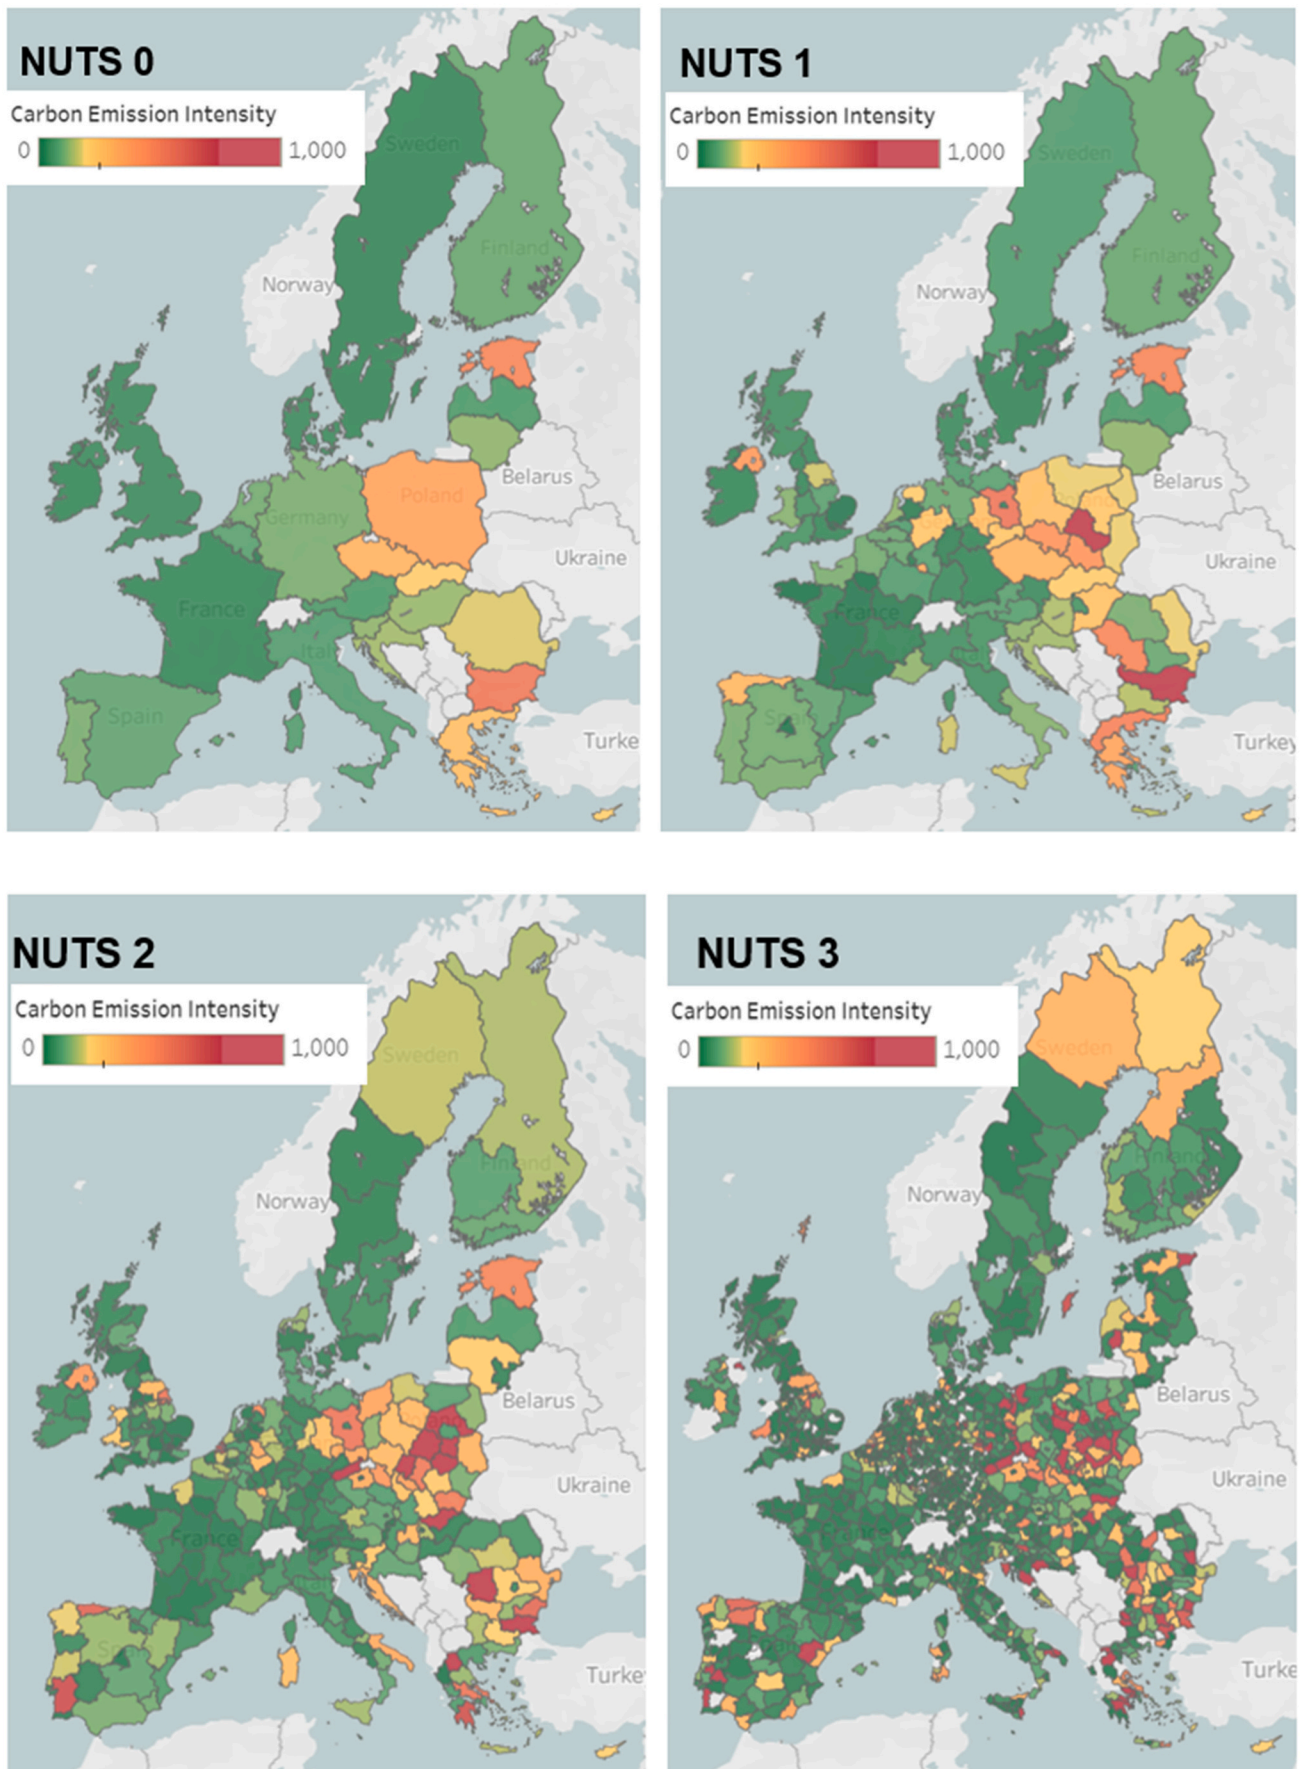 NUTS 0
Carbon Emission Intensity
0 1,000
Sweden
Finland
Norway
Belarus
Poland
Germany
Ukraine
France
Italy
Spain
Turke
NUTS 1
Carbon Emission Intensity
0 1,000
Sweden
Finland
Norway
Belarus
Ukraine
France
Turkey
NUTS 2
Carbon Emission Intensity
0 1,000
Sweden
Finland
Norway
Belarus
Ukraine
France
Turke
NUTS 3
Carbon Emission Intensity
0 1,000
Sweden
Finland
Norway
Belarus
Ukraine
France
Turke